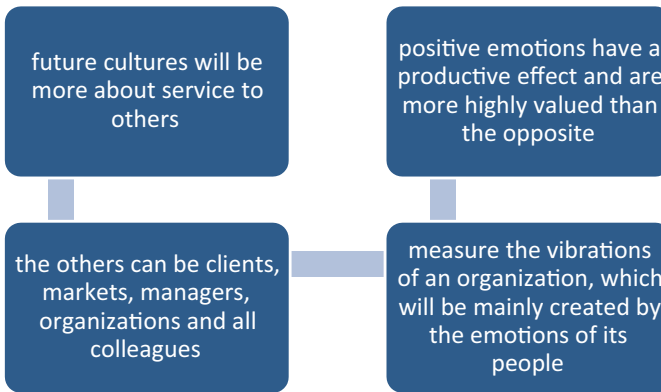 future cultures will be
more about service to
others
the others can be clients,
markets, managers,
organizations and all
colleagues
measure the vibrations
of an organization, which
will be mainly created by
the emotions of its
people
positive emotions have a
productive effect and are
more highly valued than
the opposite